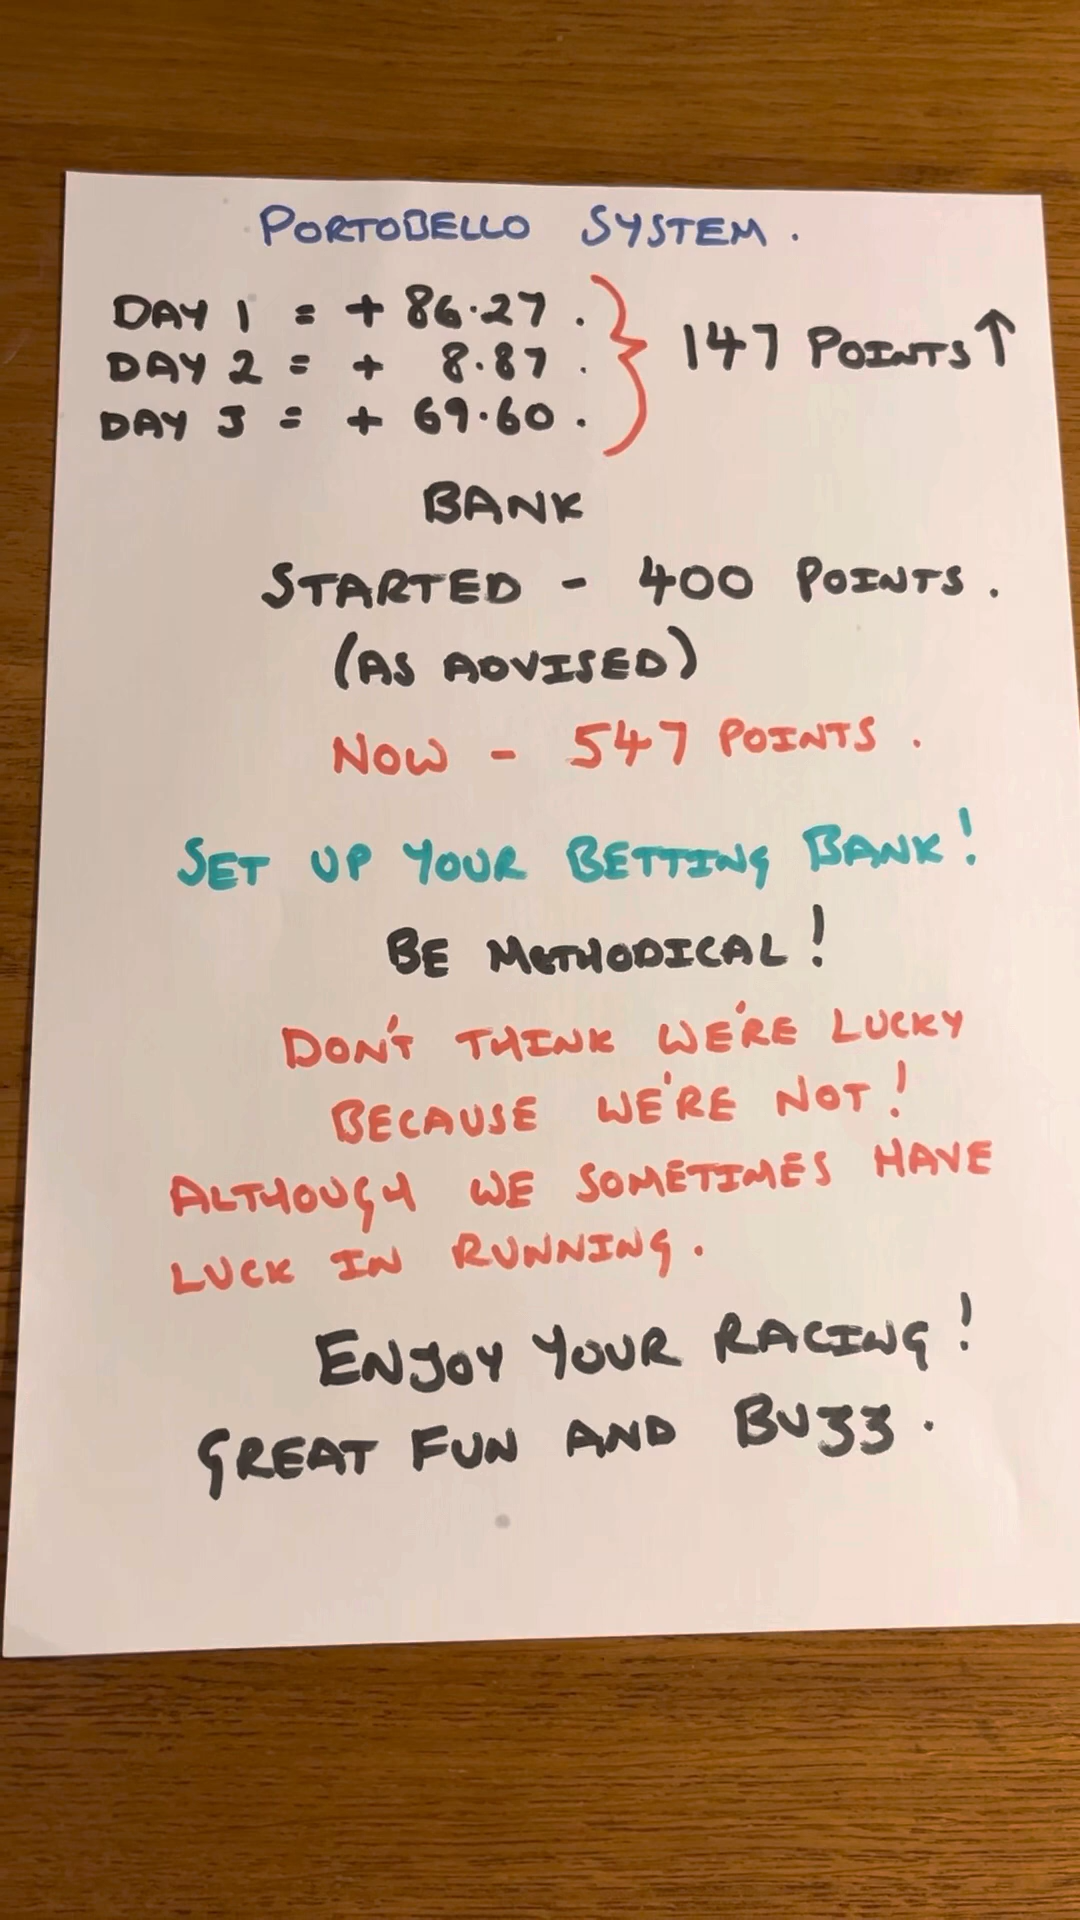 PORTOBELLO SYSTEM.
DAY 1 = + 86.27.
DAY 2 = + 8.87.
DAY 3 = + 69.60.
147 POINTS ↑
BANK
STARTED - 400 POINTS.
(AS ADVISED)
NOW - 547 POINTS.
SET UP YOUR BETTING BANK!
BE METHODICAL!
DON'T THINK WE'RE LUCKY
BECAUSE WE'RE NOT!
ALTHOUGH WE SOMETIMES HAVE
LUCK IN RUNNING.
ENJOY YOUR RACING!
GREAT FUN AND BUZZ.